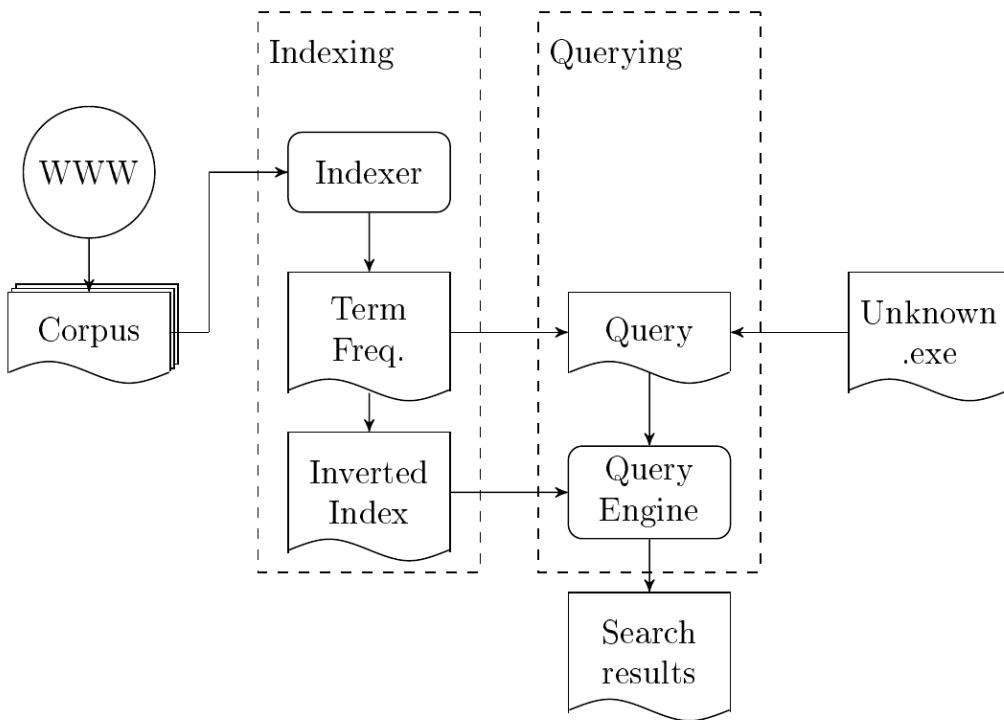 Indexing
Querying
WWW
Indexer
Corpus
Term
Freq.
Query
Unknown
.exe
Inverted
Index
Query
Engine
Search
results